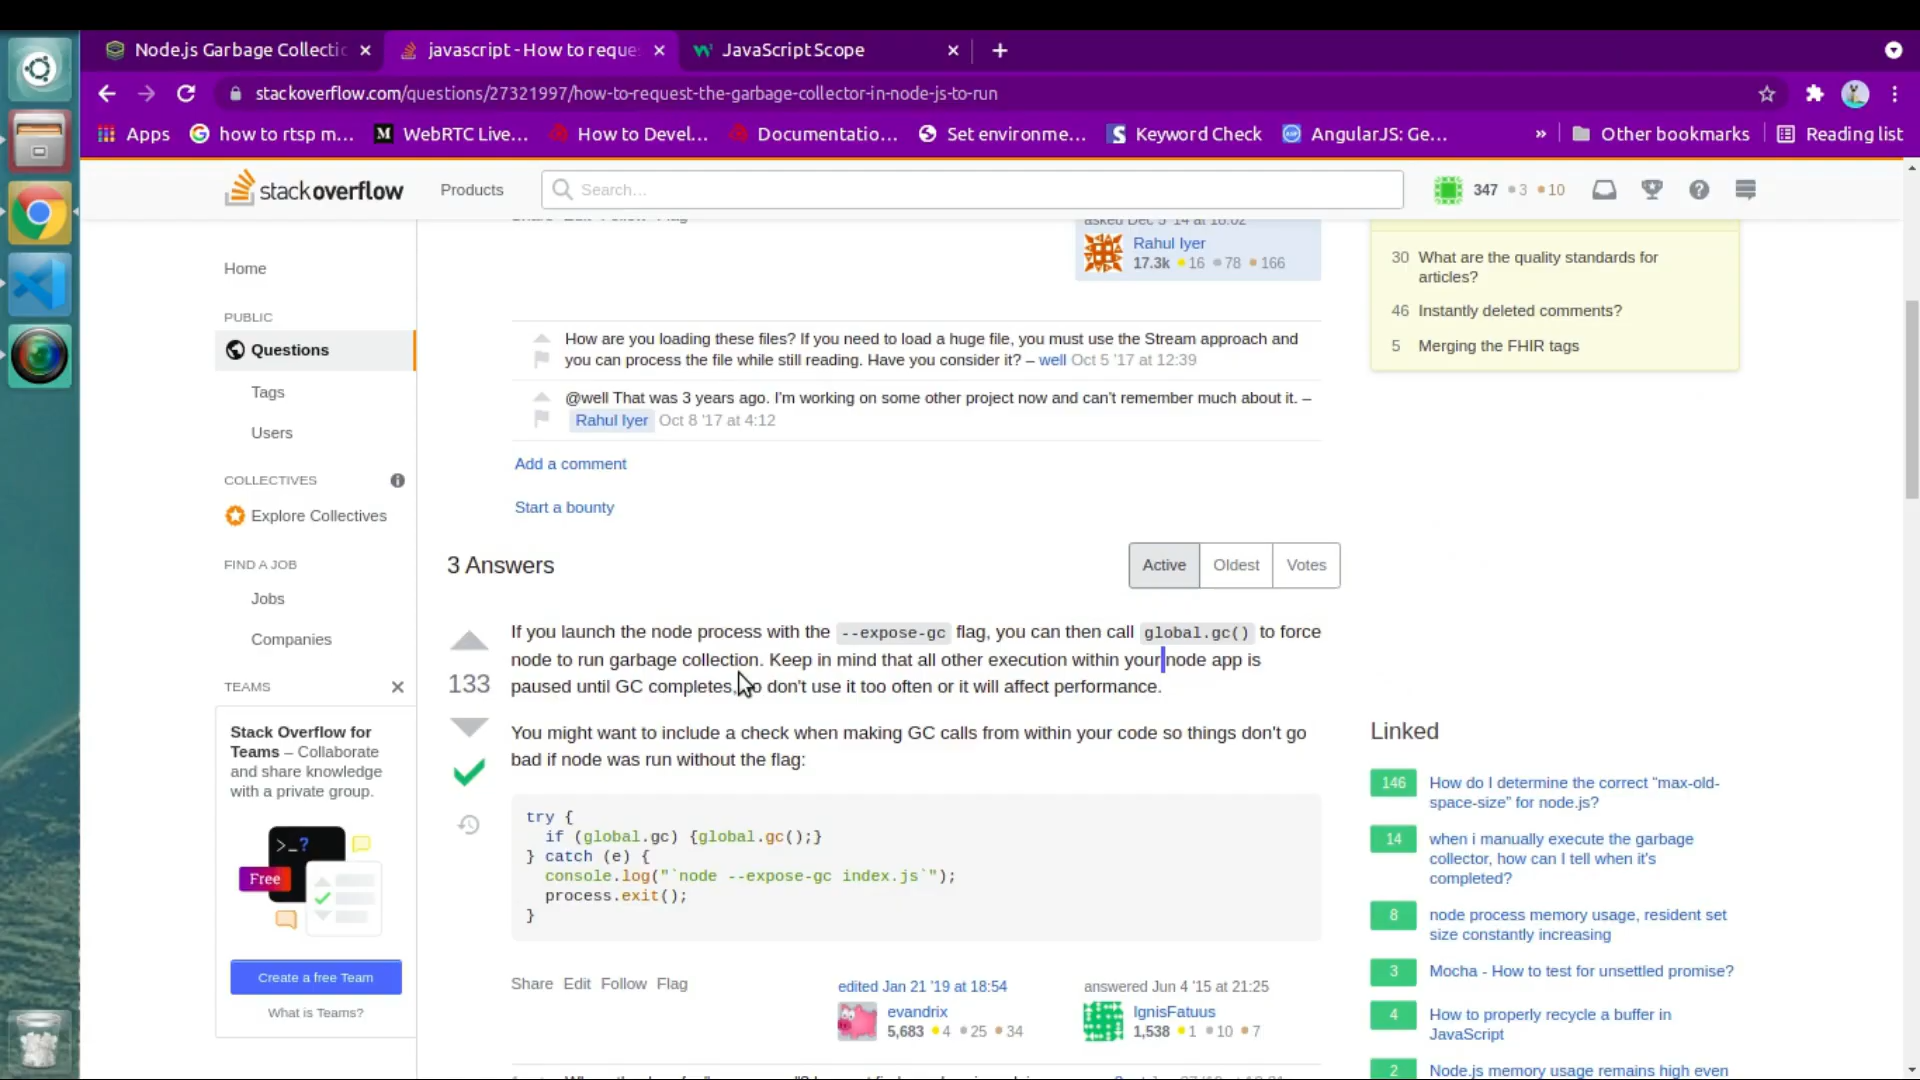 Node.js Garbage Collectio
javascript - How to reque
JavaScript Scope
stackoverflow.com/questions/27321997/how-to-request-the-garbage-collector-in-node-js-to-run
Apps
how to rtsp m...
WebRTC Live...
How to Devel...
Documentatio...
Set environme...
Keyword Check
AngularJS: Ge...
»
Other bookmarks
Reading list
stackoverflow
Products
Search...
347 3 10
Home
PUBLIC
Questions
Tags
Users
COLLECTIVES
Explore Collectives
FIND A JOB
Jobs
Companies
TEAMS
Stack Overflow for
Teams – Collaborate
and share knowledge
with a private group.
>_?
Free
Create a free Team
What is Teams?
Share Edit Follow Flag
asked Dec 5 '14 at 18:02
Rahul Iyer
17.3k 16 78 166
How are you loading these files? If you need to load a huge file, you must use the Stream approach and
you can process the file while still reading. Have you consider it? – well Oct 5 '17 at 12:39
@well That was 3 years ago. I'm working on some other project now and can't remember much about it. –
Rahul Iyer Oct 8 '17 at 4:12
Add a comment
Start a bounty
3 Answers
Active Oldest Votes
133
If you launch the node process with the --expose-gc flag, you can then call global.gc() to force
node to run garbage collection. Keep in mind that all other execution within your node app is
paused until GC completes, so don't use it too often or it will affect performance.
You might want to include a check when making GC calls from within your code so things don't go
bad if node was run without the flag:
try {
if (global.gc) {global.gc();}
} catch (e) {
console.log("`node --expose-gc index.js`");
process.exit();
}
Share Edit Follow Flag
edited Jan 21 '19 at 18:54
evandrix
5,683 4 25 34
answered Jun 4 '15 at 21:25
IgnisFatuus
1,538 1 10 7
30 What are the quality standards for
articles?
46 Instantly deleted comments?
5 Merging the FHIR tags
Linked
146 How do I determine the correct "max-old-
space-size" for node.js?
14 when i manually execute the garbage
collector, how can I tell when it's
completed?
8 node process memory usage, resident set
size constantly increasing
3 Mocha - How to test for unsettled promise?
4 How to properly recycle a buffer in
JavaScript
2 Node.js memory usage remains high even